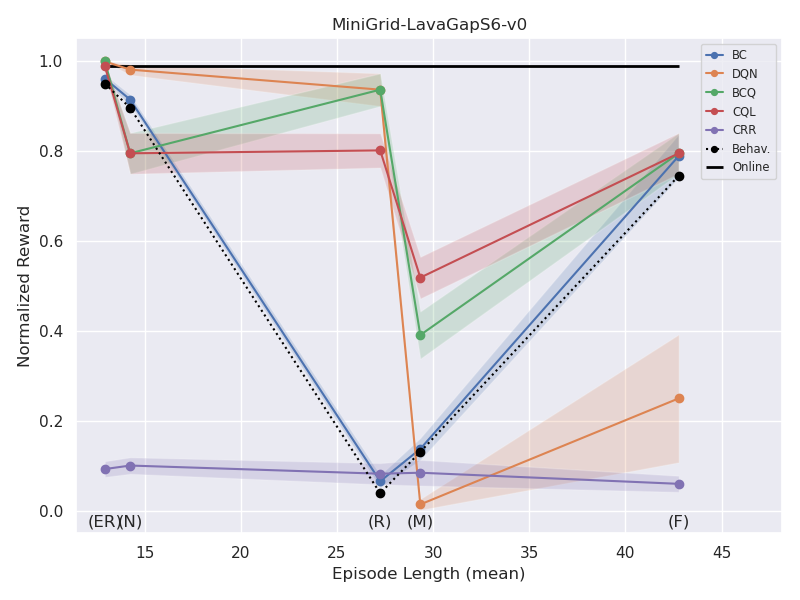 MiniGrid-LavaGapS6-v0
Normalized Reward
1.0
0.8
0.6
0.4
0.2
0.0
BC
DQN
BCQ
CQL
CRR
Behav.
Online
(ER) (N) (R) (M) (F)
15 20 25 30 35 40 45
Episode Length (mean)